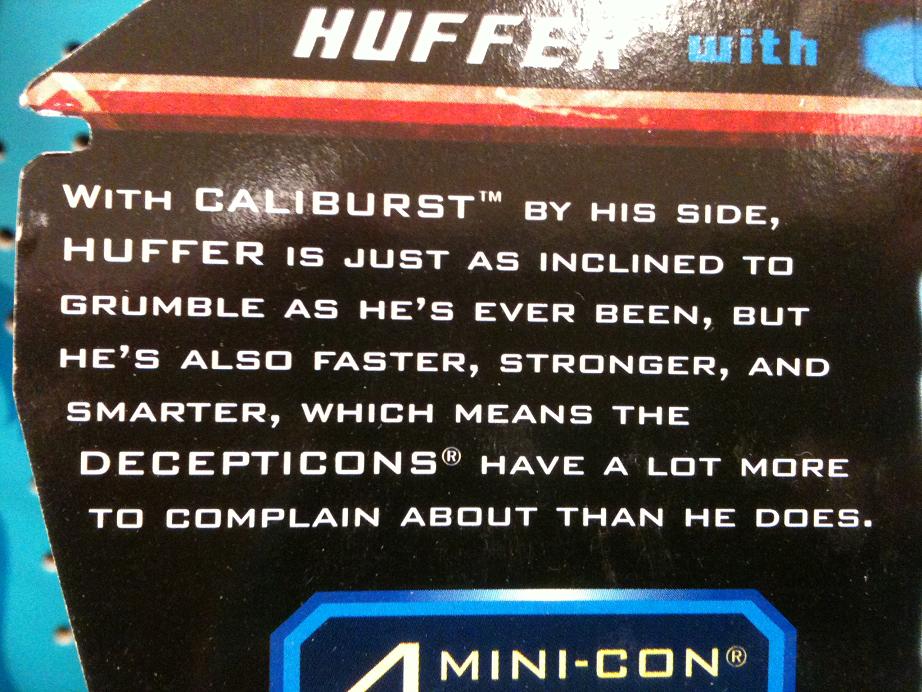 HUFFER with
WITH CALIBURST™ BY HIS SIDE,
HUFFER IS JUST AS INCLINED TO
GRUMBLE AS HE'S EVER BEEN, BUT
HE'S ALSO FASTER, STRONGER, AND
SMARTER, WHICH MEANS THE
DECEPTICONS® HAVE A LOT MORE
TO COMPLAIN ABOUT THAN HE DOES.
4 MINI-CON®